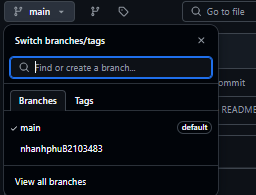 main
Go to file
Switch branches/tags
Find or create a branch...
ommit
Branches
Tags
README
main
default
nhanhphuB2103483
View all branches